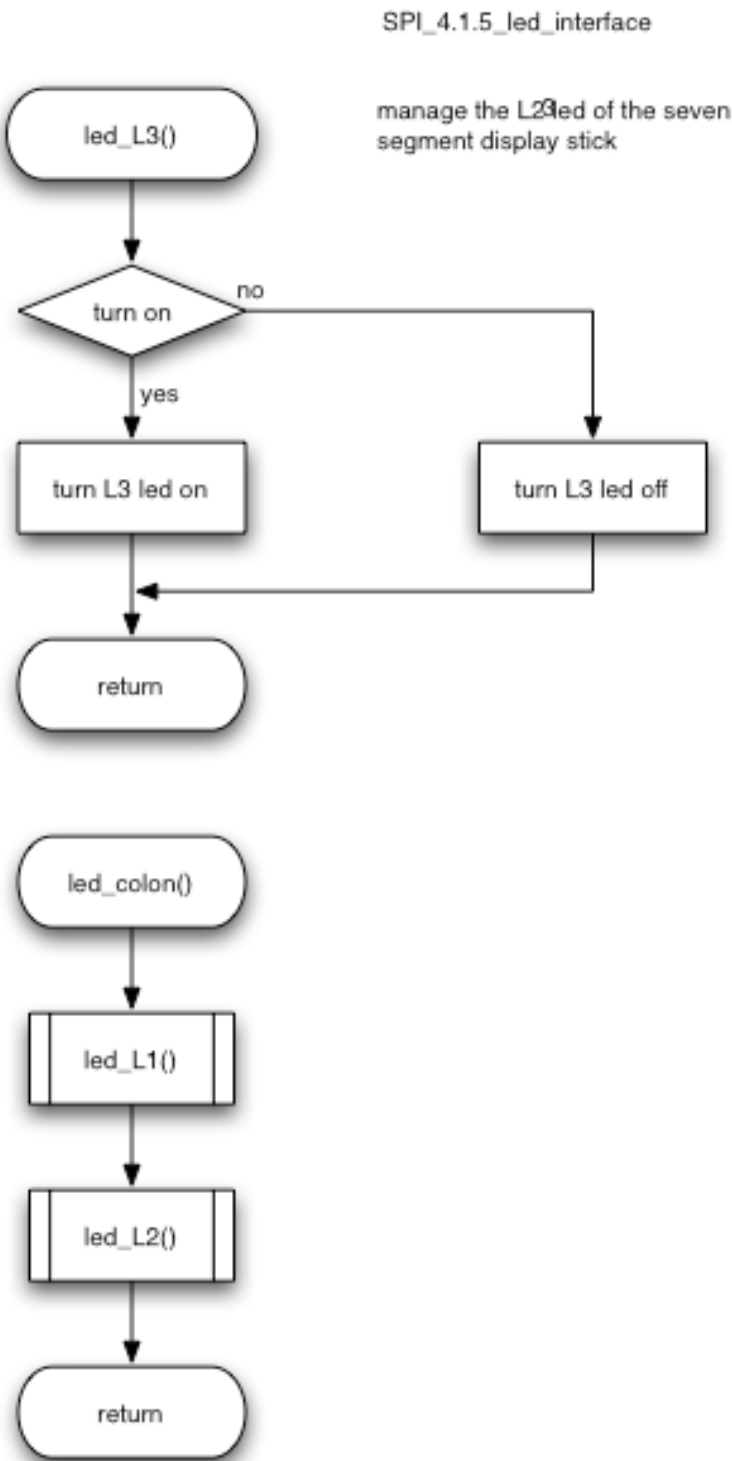 SPI_4.1.5_led_interface
manage the L23led of the seven
segment display stick
led_L3()
turn on
no
yes
turn L3 led on
turn L3 led off
return
led_colon()
led_L1()
led_L2()
return